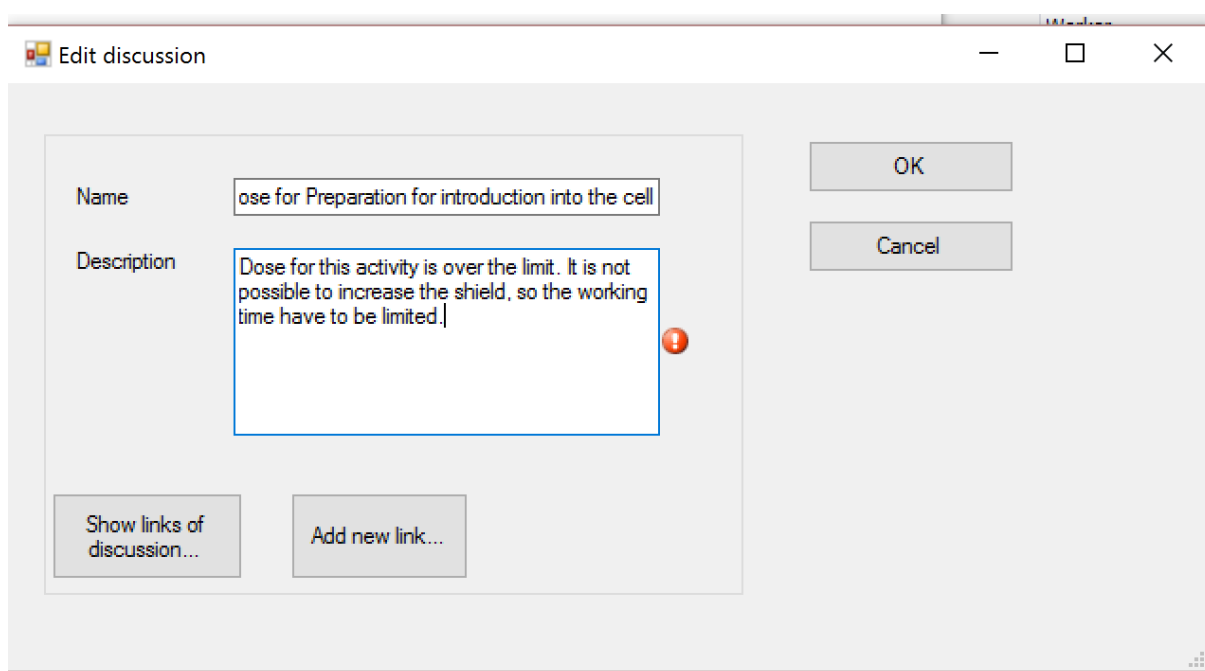 Worker
Edit discussion
OK
Name
ose for Preparation for introduction into the cell
Cancel
Description
Dose for this activity is over the limit. It is not
possible to increase the shield, so the working
time have to be limited.
Show links of
discussion...
Add new link...